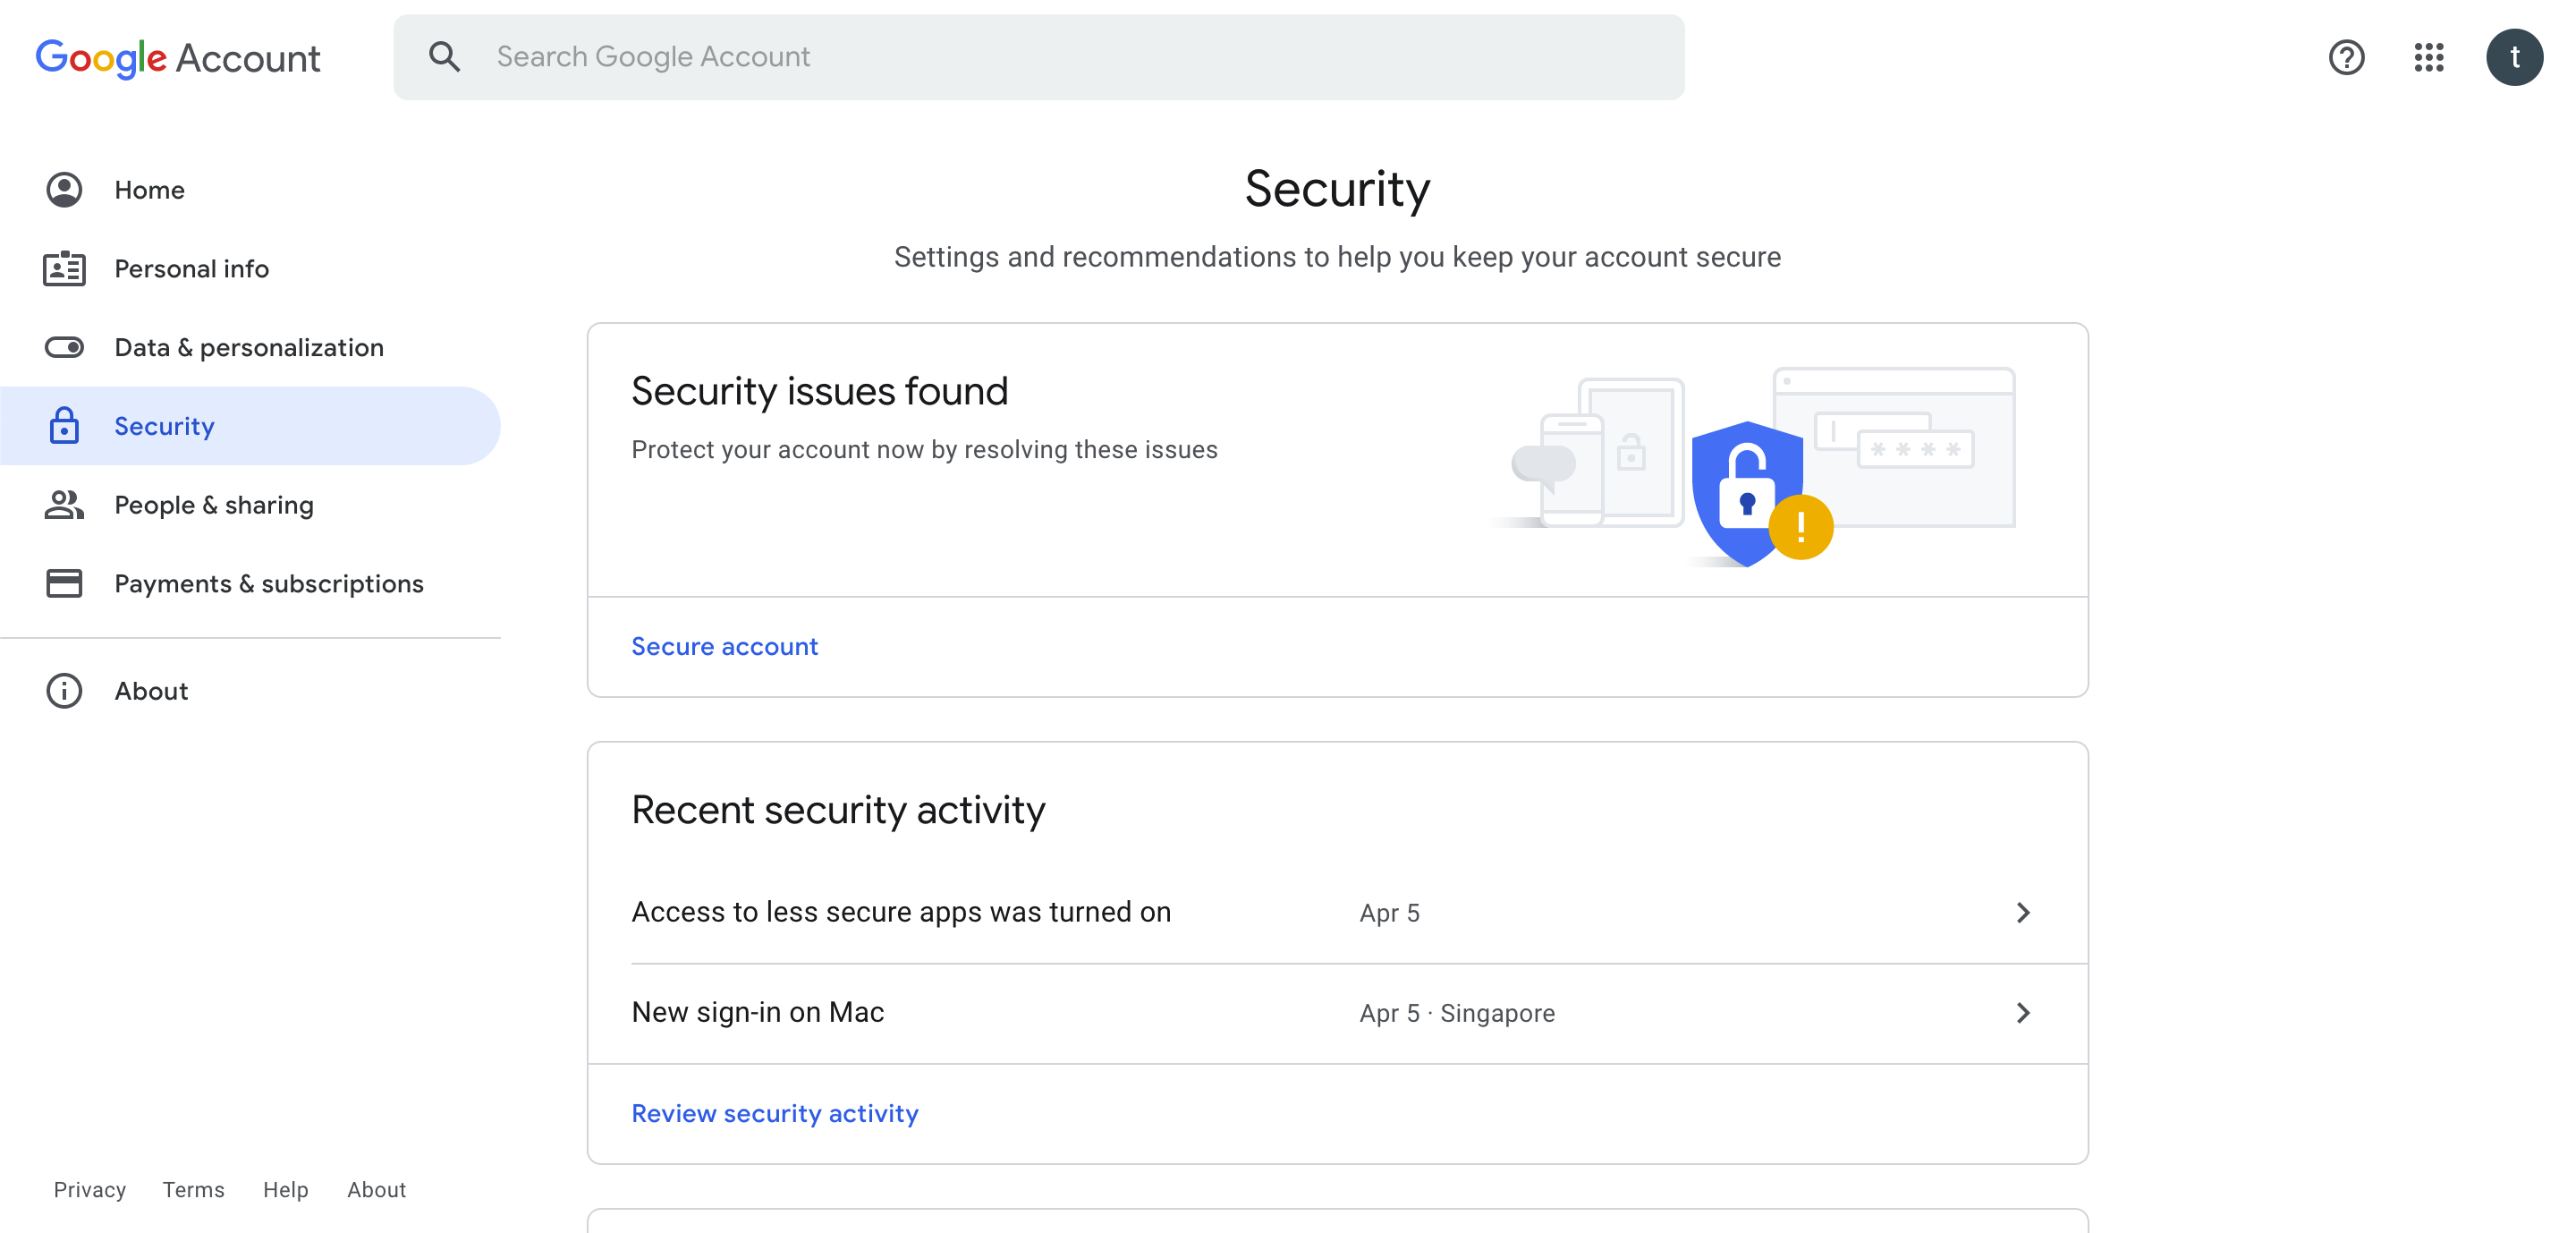 Google Account
Search Google Account
t
Home
Personal info
Data & personalization
Security
People & sharing
Payments & subscriptions
About
Privacy Terms Help About
Security
Settings and recommendations to help you keep your account secure
Security issues found
Protect your account now by resolving these issues
* * * *
!
Secure account
Recent security activity
Access to less secure apps was turned on Apr 5
New sign-in on Mac Apr 5 · Singapore
Review security activity